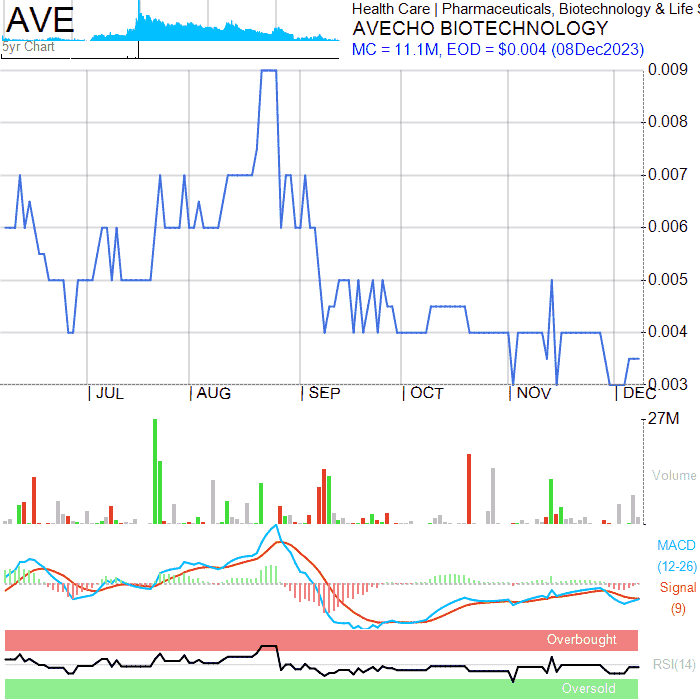 AVE
5yr Chart
Health Care | Pharmaceuticals, Biotechnology & Life S
AVECHO BIOTECHNOLOGY
MC = 11.1M, EOD = $0.004 (08Dec2023)
0.009
0.008
0.007
0.006
0.005
0.004
0.003
JUL AUG SEP OCT NOV DEC
27M
Volume
MACD
(12-26)
Signal
(9)
Overbought
RSI(14)
Oversold